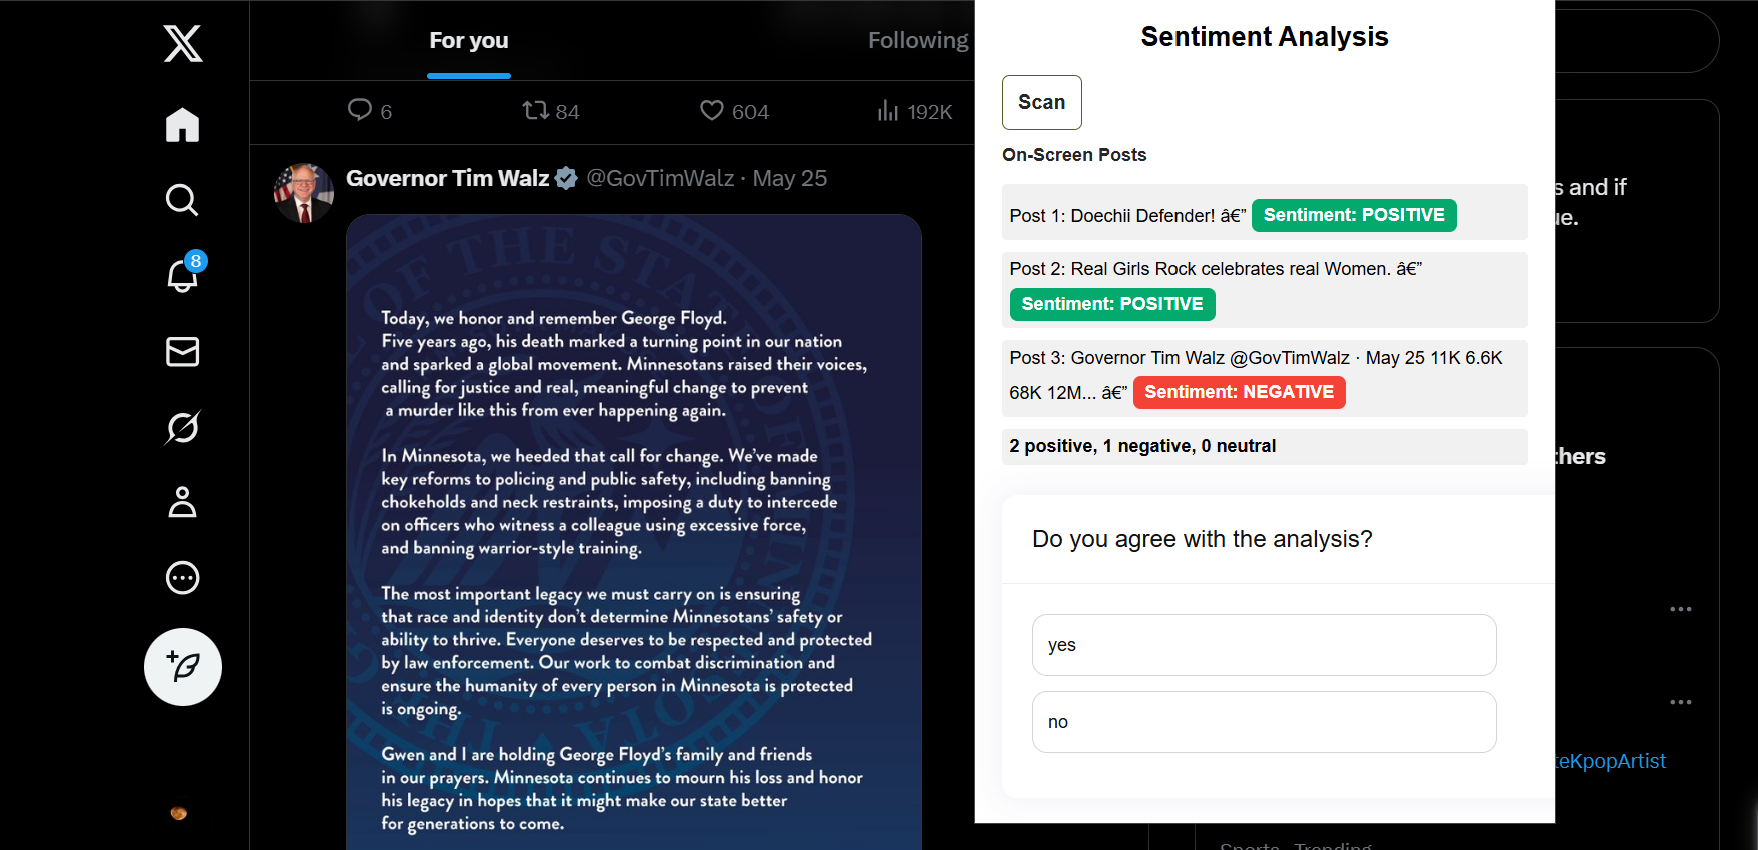 For you
Following
6
84
604
192K
Governor Tim Walz @GovTimWalz · May 25
Today, we honor and remember George Floyd.
Five years ago, his death marked a turning point in our nation
and sparked a global movement. Minnesotans raised their voices,
calling for justice and real, meaningful change to prevent
a murder like this from ever happening again.
In Minnesota, we heeded that call for change. We've made
key reforms to policing and public safety, including banning
chokeholds and neck restraints, imposing a duty to intercede
on officers who witness a colleague using excessive force,
and banning warrior-style training.
The most important legacy we must carry on is ensuring
that race and identity don't determine Minnesotans' safety or
ability to thrive. Everyone deserves to be respected and protected
by law enforcement. Our work to combat discrimination and
ensure the humanity of every person in Minnesota is protected
is ongoing.
Gwen and I are holding George Floyd's family and friends
in our prayers. Minnesota continues to mourn his loss and honor
his legacy in hopes that it might make our state better
for generations to come.
8
Sentiment Analysis
Scan
On-Screen Posts
Post 1: Doechii Defender! â€” Sentiment: POSITIVE
Post 2: Real Girls Rock celebrates real Women. â€”
Sentiment: POSITIVE
Post 3: Governor Tim Walz @GovTimWalz · May 25 11K 6.6K
68K 12M... â€” Sentiment: NEGATIVE
2 positive, 1 negative, 0 neutral
Do you agree with the analysis?
yes
no
s and if
ue.
thers
teKpopArtist
Sports · Trending